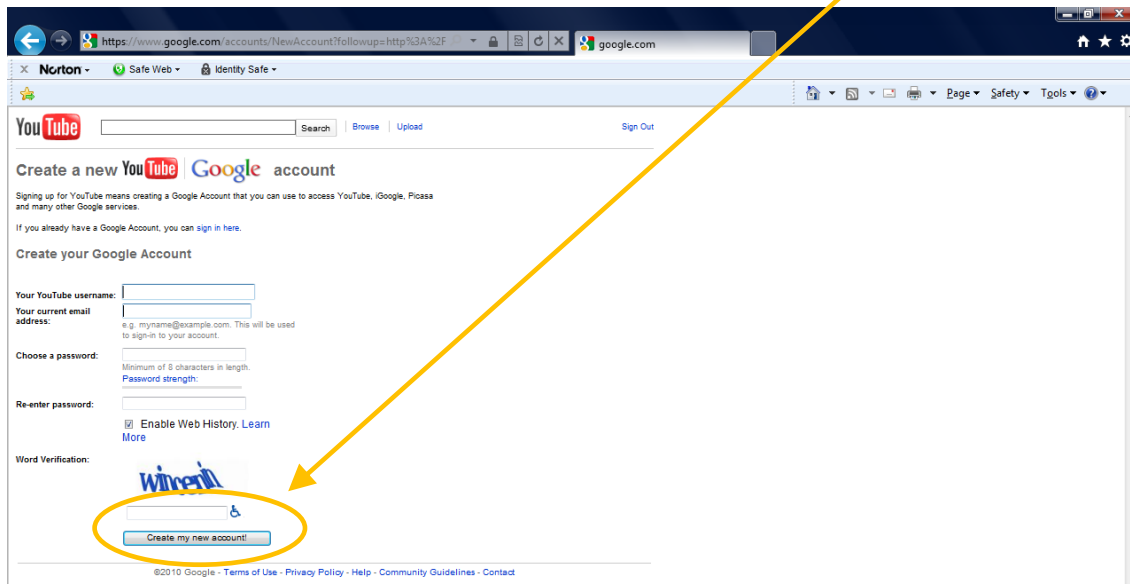 https://www.google.com/accounts/NewAccount?followup=http%3A%2F
google.com
X Norton - Safe Web Identity Safe
Page Safety Tools
YouTube Search Browse Upload Sign Out
Create a new YouTube Google account
Signing up for YouTube means creating a Google Account that you can use to access YouTube, iGoogle, Picasa
and many other Google services.
If you already have a Google Account, you can sign in here.
Create your Google Account
Your YouTube username:
Your current email
address:
e.g. myname@example.com. This will be used
to sign-in to your account.
Choose a password:
Minimum of 8 characters in length.
Password strength:
Re-enter password:
Enable Web History. Learn
More
Word Verification:
Create my new account!
©2010 Google - Terms of Use - Privacy Policy - Help - Community Guidelines - Contact